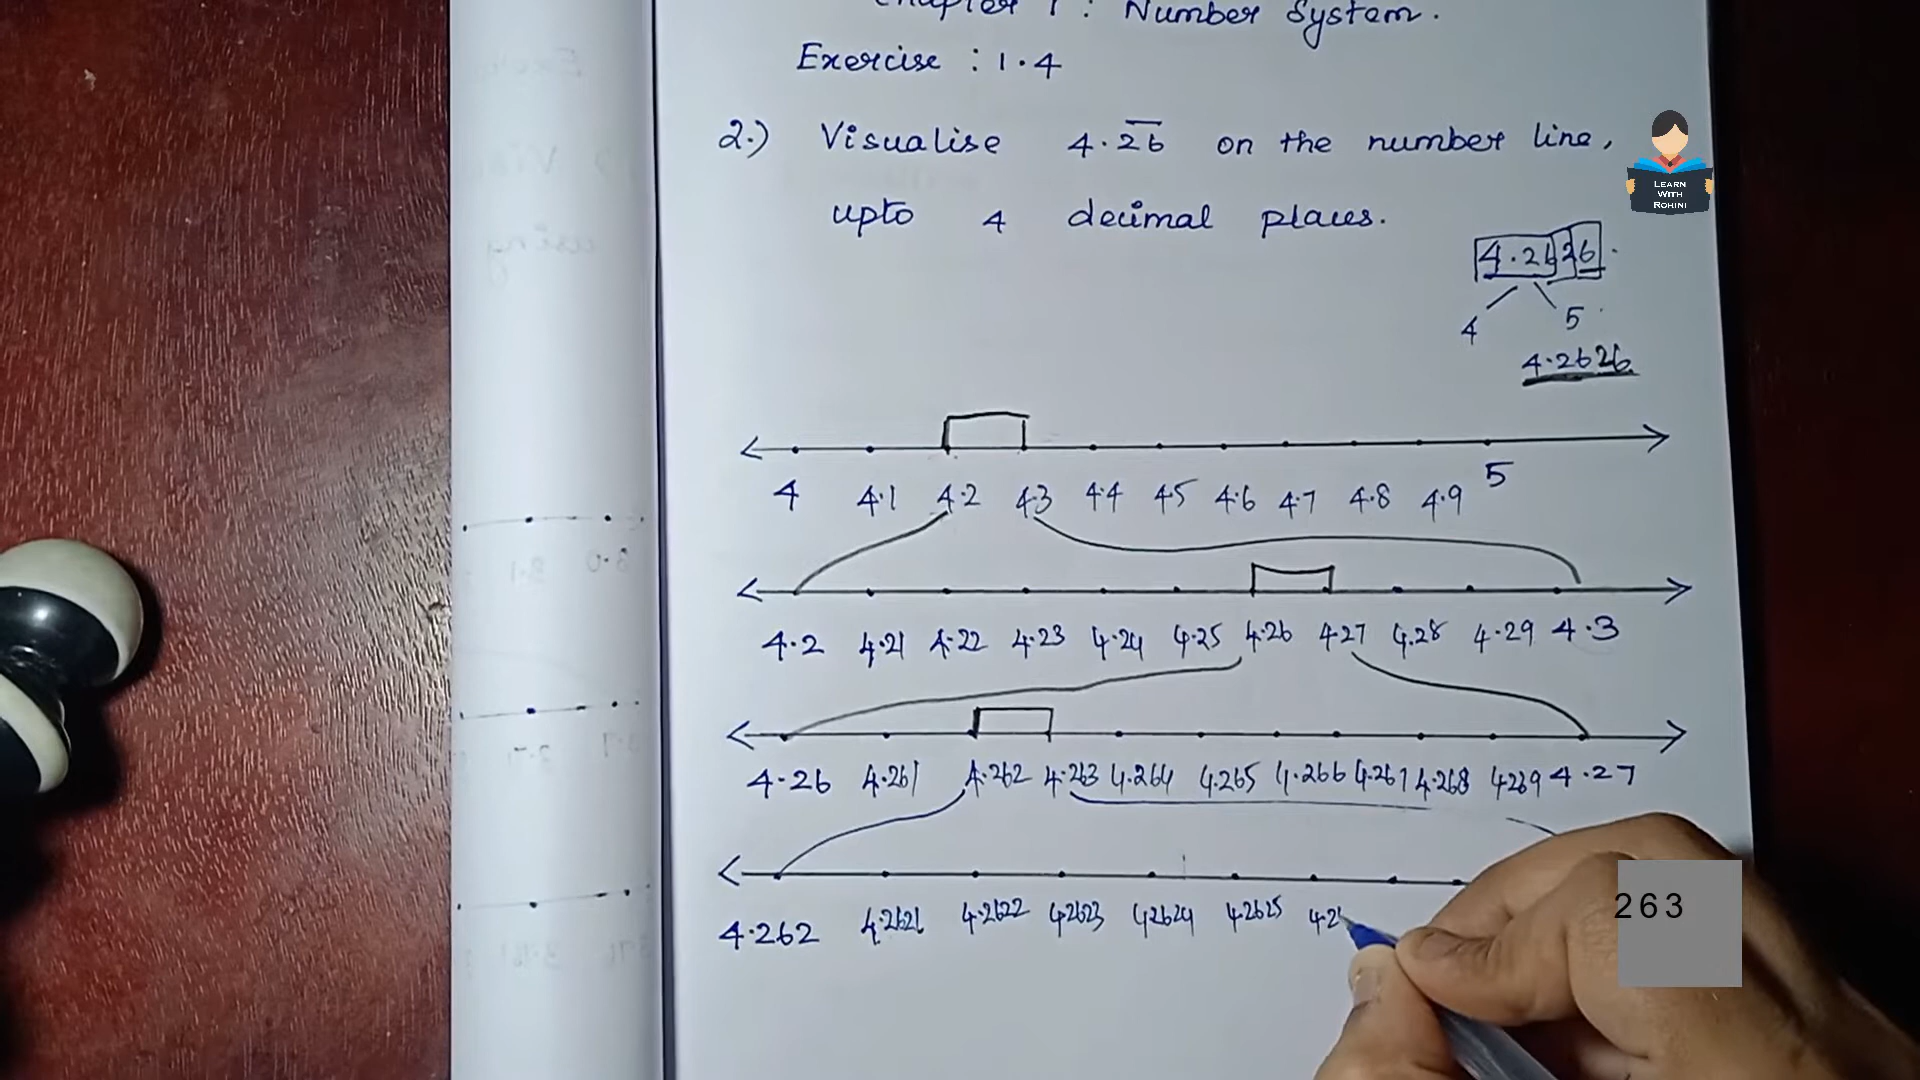 Chapter 1 : Number System.
Exercise : 1.4
2.) Visualise 4.2̅6̅ on the number line,
upto 4 decimal places.
LEARN
WITH
ROHINI
4.2626
4 5
4.2626
4 4.1 4.2 4.3 4.4 4.5 4.6 4.7 4.8 4.9 5
4.2 4.21 4.22 4.23 4.24 4.25 4.26 4.27 4.28 4.29 4.3
4.26 4.261 4.262 4.263 4.264 4.265 4.266 4.267 4.268 4.269 4.27
263
4.262 4.2621 4.2622 4.2623 4.2624 4.2625 4.2